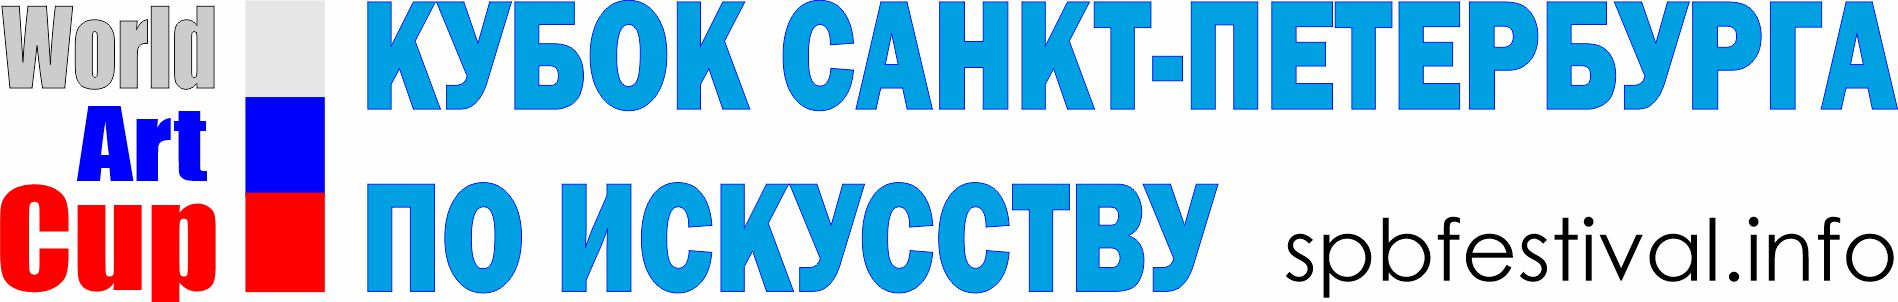 World
Art
Cup
КУБОК САНКТ-ПЕТЕРБУРГА
ПО ИСКУССТВУ
spbfestival.info